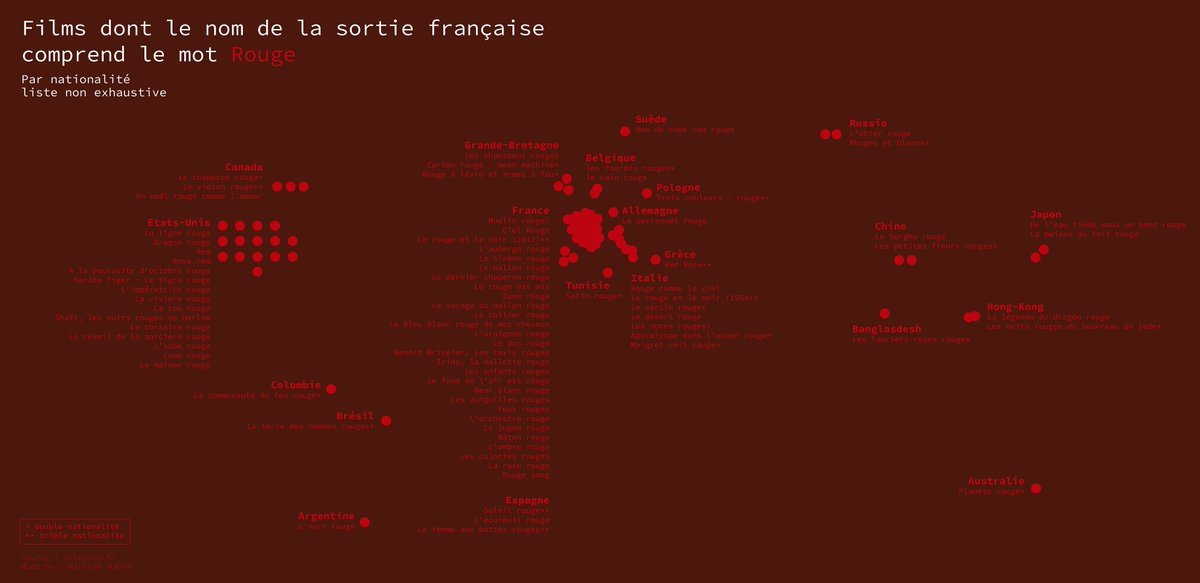 Films dont le nom de la sortie française
comprend le mot Rouge
Par nationalité
liste non exhaustive
Suède
Nom de code coq rouge
Russie
L'obier rouge
Rouges et blancs*
Grande-Bretagne
Les chaussons rouges
Carton rouge - mean machine*
Rouge à lèvre et armes à feu*
Belgique
les fourmis rouges*
le nain rouge
Canada
Le chaperon rouge*
Le violon rouge**
Un noël rouge comme l'amour
Pologne
Trois couleurs - rouge**
Etats-Unis
La ligne rouge
Dragon rouge
Red
Rose red
A la poursuite d'octobre rouge
Karate Tiger - Le tigre rouge
L'impératrice rouge
La rivière rouge
La rue rouge
Shaft, les nuits rouges de harlem
Le corsaire rouge
Le réveil de la sorcière rouge
L'aube rouge
Lune rouge
La maison rouge
France
Moulin rouge!
Ciel Rouge
Le rouge et le noir (2017)**
L'auberge rouge
La sirène rouge
Le ballon rouge
Le dernier chaperon rouge
Le rouge est mis
Zone rouge
Le voyage du ballon rouge
Le collier rouge
Le bleu blanc rouge de mes cheveux
L'araignée rouge
Le dos rouge
Benoit Brisefer: Les taxis rouges
Irina, la mallette rouge
Les enfants rouges
Le fond de l'air est rouge
Beur blanc rouge
Les aiguilles rouges
Feux rouges
L'orchestre rouge
Le jupon rouge
Bâton rouge
L'ombre rouge
Les culottes rouges
La rose rouge
Rouge sang
Allemagne
Le perroquet rouge
Grèce
Red Rose**
Tunisie
Satin rouge*
Italie
Rouge comme le ciel
Le rouge et le noir (1954)*
Le cercle rouge*
Le désert rouge
Les noces rouges*
Apocalyspe dans l'océan rouge*
Maigret voit rouge*
Chine
Le Sorgho rouge
Les petites fleurs rouges*
Japon
De l'eau tiède sous un pont rouge
La maison au toit rouge
Hong-Kong
La légende du dragon rouge
Les nuits rouges du bourreau de jade*
Banglasdesh
Les lauriers-roses rouges
Colombie
La communauté du feu rouge*
Brésil
La terre des hommes rouges*
Australie
Planète rouge*
Espagne
Soleil rouge**
L'écureuil rouge
La femme aux bottes rouges**
Argentine
L'ours rouge
* double nationalité
** triple nationalité
source : allocine.fr
Made by : Marlène